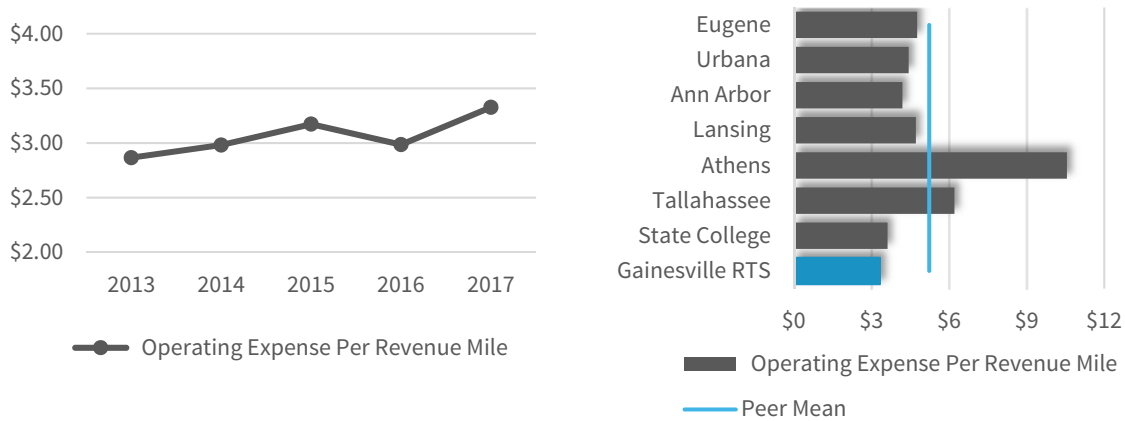 $4.00
$3.50
$3.00
$2.50
$2.00
2013 2014 2015 2016 2017
Operating Expense Per Revenue Mile
Eugene
Urbana
Ann Arbor
Lansing
Athens
Tallahassee
State College
Gainesville RTS
$0 $3 $6 $9 $12
Operating Expense Per Revenue Mile
Peer Mean